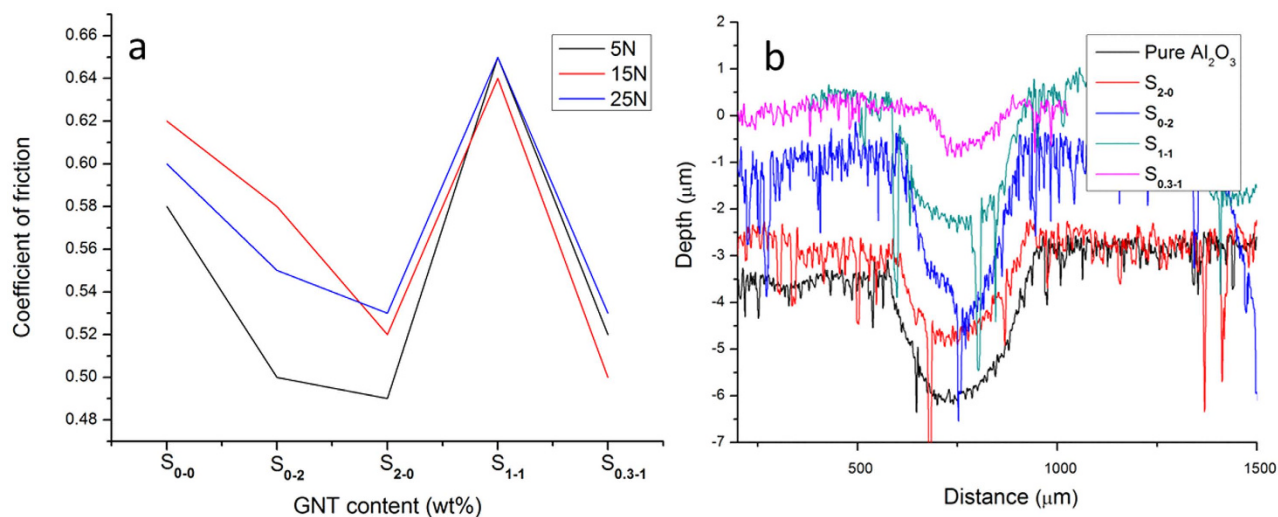 a
5N
15N
25N
Coefficient of friction
0.66
0.64
0.62
0.60
0.58
0.56
0.54
0.52
0.50
0.48
S0-0
S0-2
S2-0
S1-1
S0.3-1
GNT content (wt%)
b
Pure Al2O3
S2-0
S0-2
S1-1
S0.3-1
Depth (μm)
2
1
0
-1
-2
-3
-4
-5
-6
-7
500
1000
1500
Distance (μm)